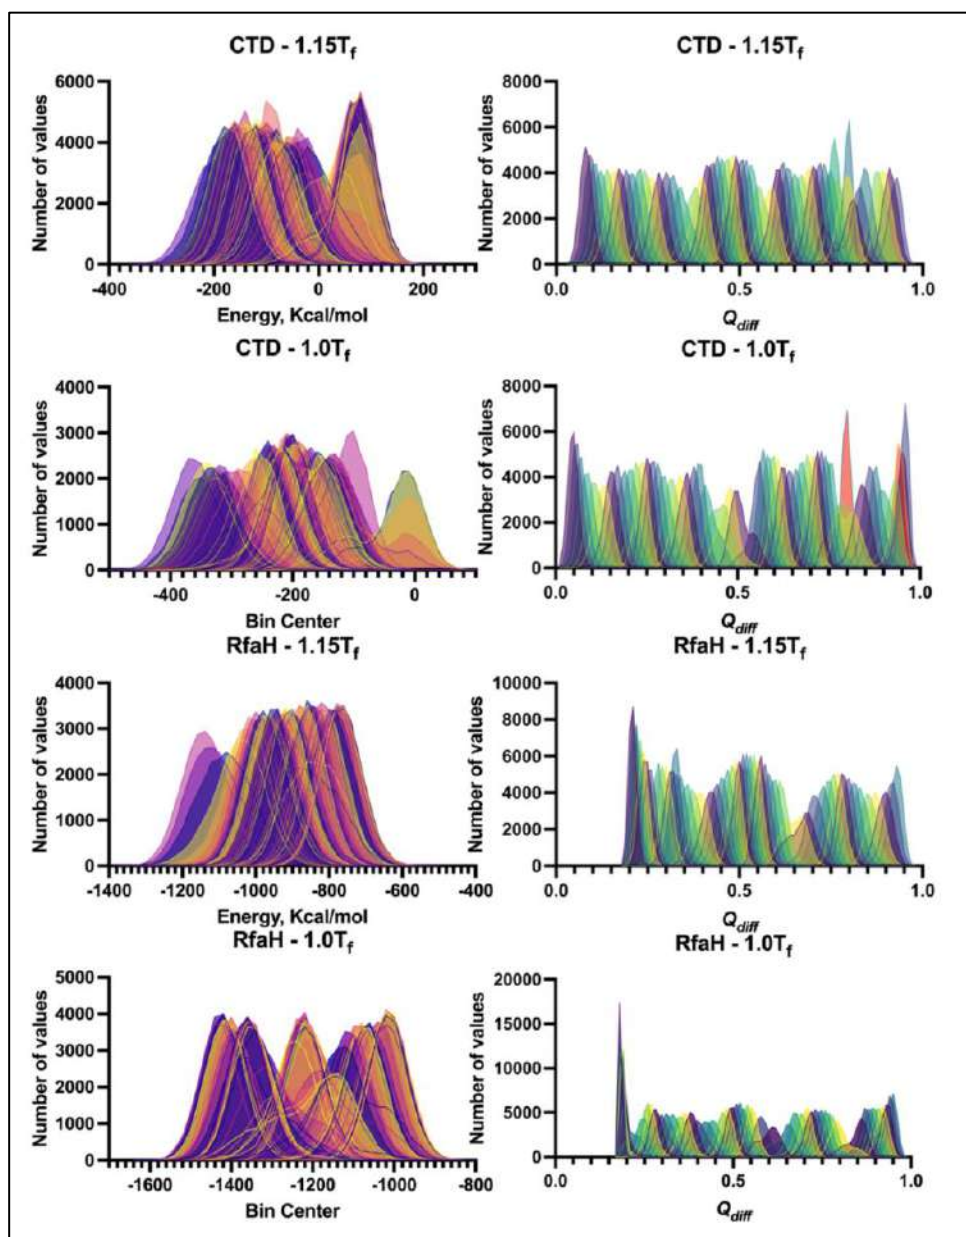 CTD - 1.15Tf
CTD - 1.15Tf
Number of values
6000
4000
2000
0
-400
-200
0
200
Energy, Kcal/mol
Number of values
8000
6000
4000
2000
0
0.0
0.5
1.0
Qdiff
CTD - 1.0Tf
CTD - 1.0Tf
Number of values
4000
3000
2000
1000
0
-400
-200
0
Bin Center
Number of values
8000
6000
4000
2000
0
0.0
0.5
1.0
Qdiff
RfaH - 1.15Tf
RfaH - 1.15Tf
Number of values
4000
3000
2000
1000
0
-1400
-1200
-1000
-800
-600
-400
Energy, Kcal/mol
Number of values
10000
8000
6000
4000
2000
0
0.0
0.5
1.0
Qdiff
RfaH - 1.0Tf
RfaH - 1.0Tf
Number of values
5000
4000
3000
2000
1000
0
-1600
-1400
-1200
-1000
-800
Bin Center
Number of values
20000
15000
10000
5000
0
0.0
0.5
1.0
Qdiff